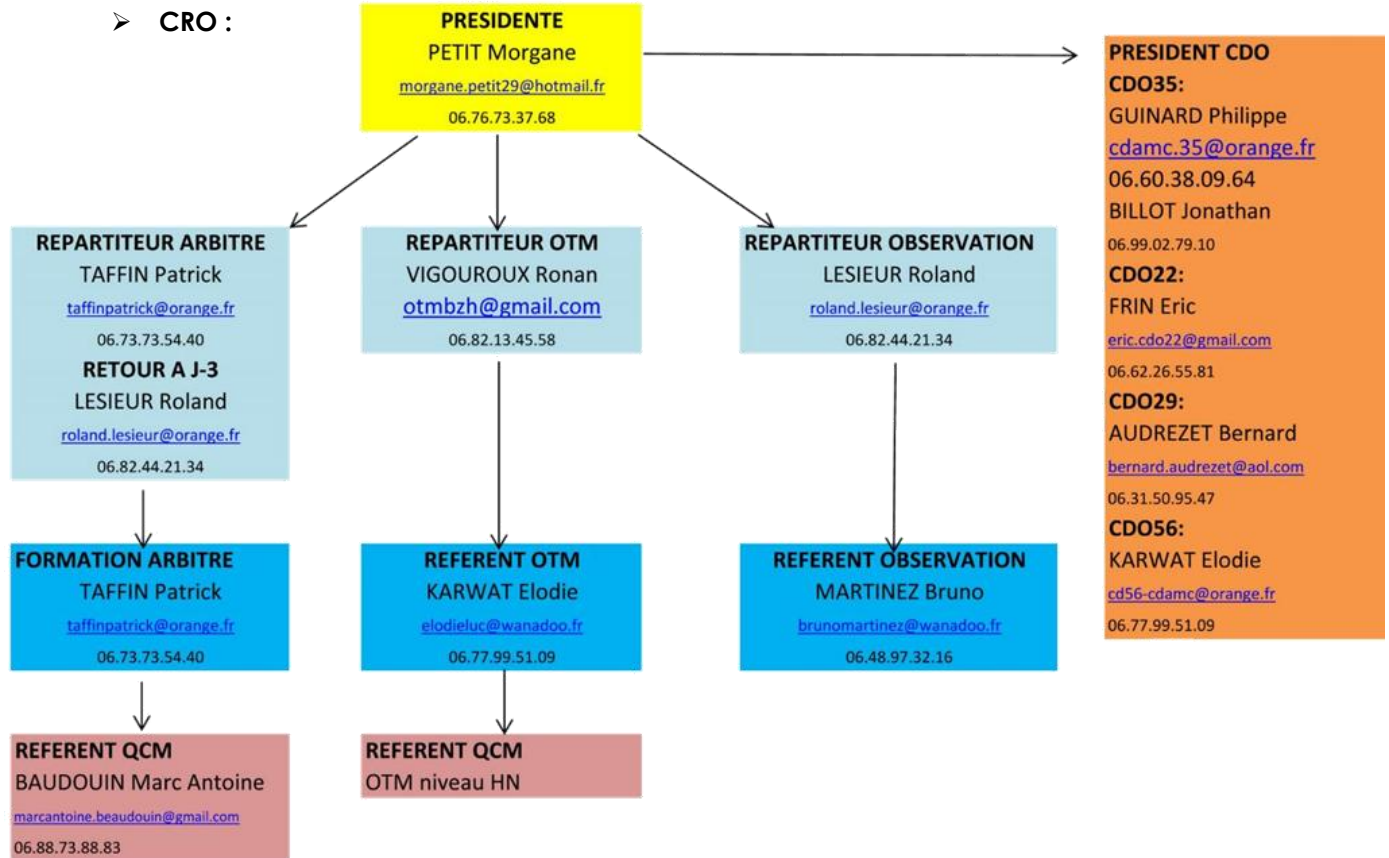 ➢ CRO :
PRESIDENTE
PETIT Morgane
morgane.petit29@hotmail.fr
06.76.73.37.68
PRESIDENT CDO
CDO35:
GUINARD Philippe
cdamc.35@orange.fr
06.60.38.09.64
BILLOT Jonathan
06.99.02.79.10
CDO22:
FRIN Eric
eric.cdo22@gmail.com
06.62.26.55.81
CDO29:
AUDREZET Bernard
bernard.audrezet@aol.com
06.31.50.95.47
CDO56:
KARWAT Elodie
cd56-cdamc@orange.fr
06.77.99.51.09
REPARTITEUR ARBITRE
TAFFIN Patrick
taffinpatrick@orange.fr
06.73.73.54.40
RETOUR A J-3
LESIEUR Roland
roland.lesieur@orange.fr
06.82.44.21.34
REPARTITEUR OTM
VIGOUROUX Ronan
otmbzh@gmail.com
06.82.13.45.58
REPARTITEUR OBSERVATION
LESIEUR Roland
roland.lesieur@orange.fr
06.82.44.21.34
FORMATION ARBITRE
TAFFIN Patrick
taffinpatrick@orange.fr
06.73.73.54.40
REFERENT OTM
KARWAT Elodie
elodieluc@wanadoo.fr
06.77.99.51.09
REFERENT OBSERVATION
MARTINEZ Bruno
brunomartinez@wanadoo.fr
06.48.97.32.16
REFERENT QCM
BAUDOUIN Marc Antoine
marcantoine.beaudouin@gmail.com
06.88.73.88.83
REFERENT QCM
OTM niveau HN